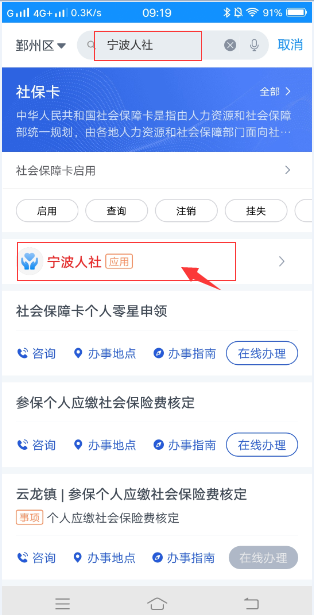 4G 4G+ 0.3K/s 09:19 91%
鄞州区 宁波人社 取消
社保卡 全部
中华人民共和国社会保障卡是指由人力资源和社会保障
部统一规划，由各地人力资源和社会保障部门面向社...
社会保障卡启用
启用 查询 注销 挂失
宁波人社 应用
社会保障卡个人零星申领
咨询 办事地点 办事指南 在线办理
参保个人应缴社会保险费核定
咨询 办事地点 办事指南 在线办理
云龙镇 | 参保个人应缴社会保险费核定
事项 个人应缴社会保险费核定
咨询 办事地点 办事指南 在线办理